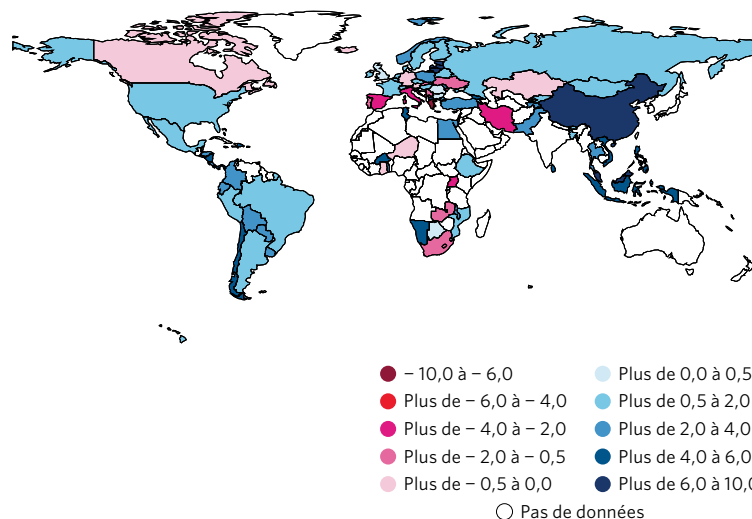 – 10,0 à – 6,0
Plus de – 6,0 à – 4,0
Plus de – 4,0 à – 2,0
Plus de – 2,0 à – 0,5
Plus de – 0,5 à 0,0
Plus de 0,0 à 0,5
Plus de 0,5 à 2,0
Plus de 2,0 à 4,0
Plus de 4,0 à 6,0
Plus de 6,0 à 10,0
Pas de données